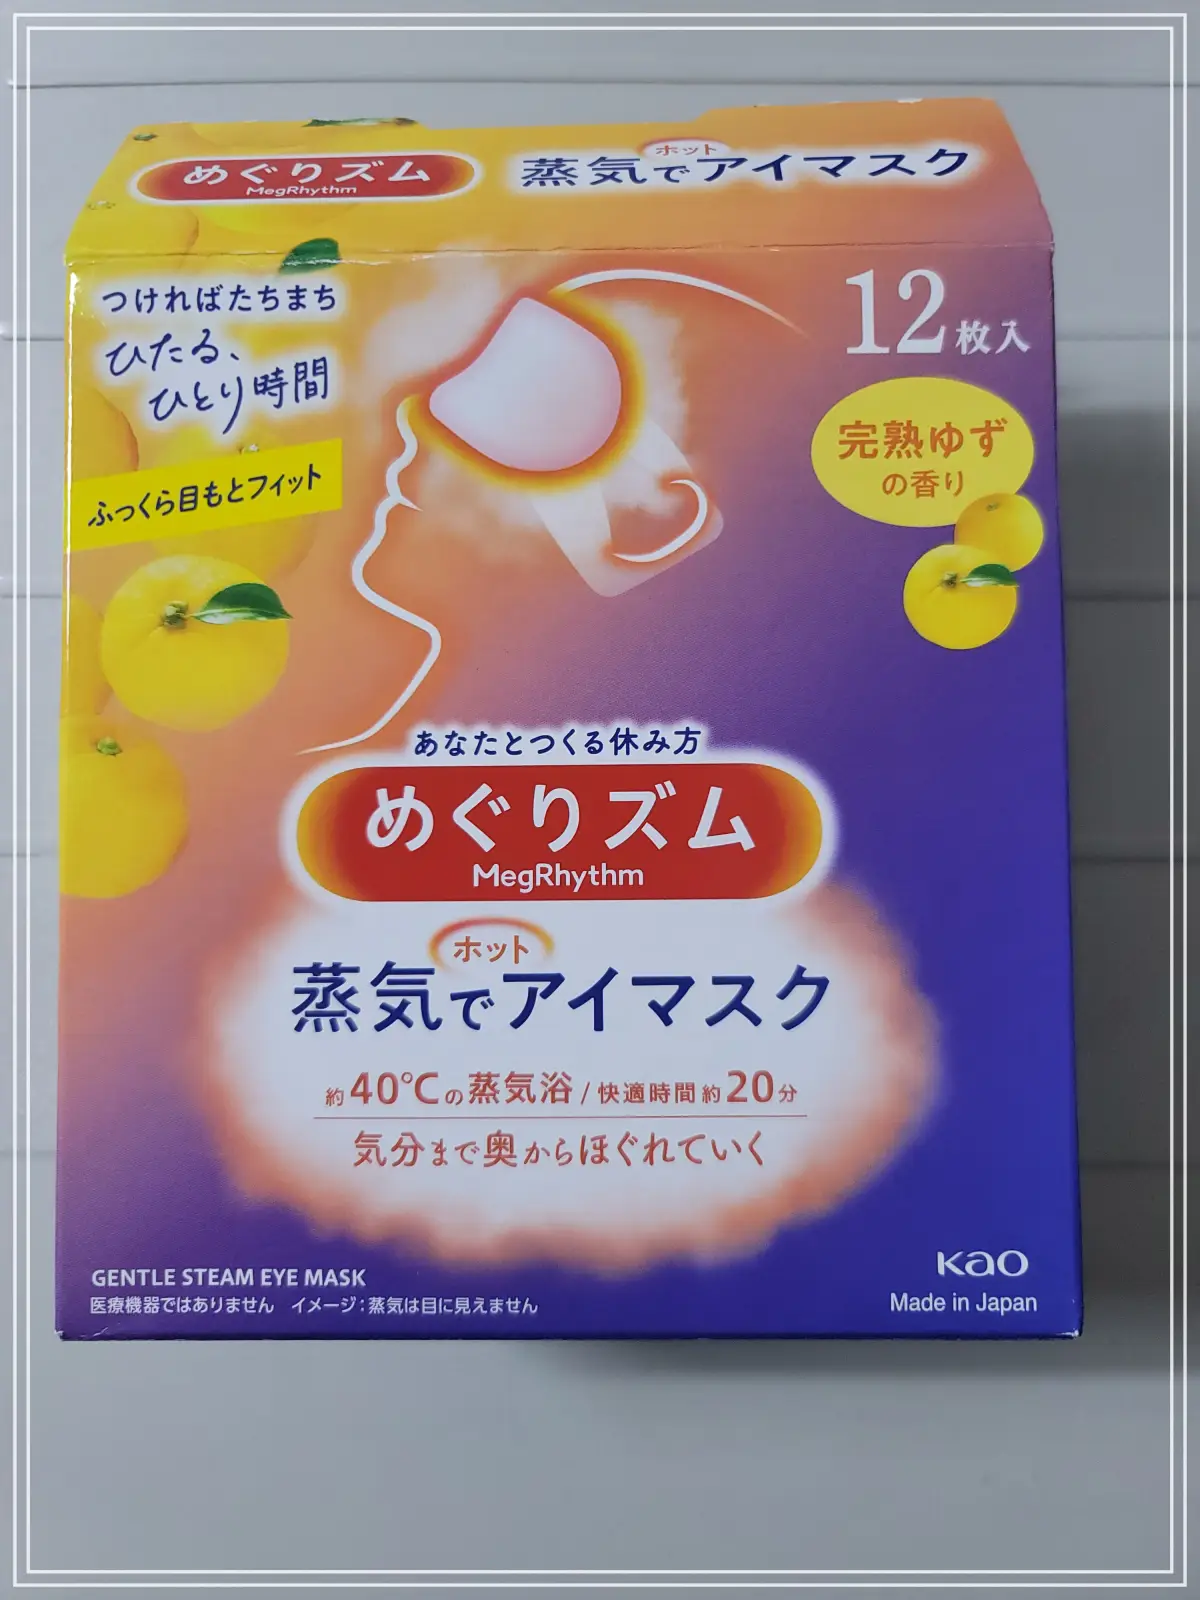 めぐりズム
MegRhythm
ホット
蒸気でアイマスク
つければたちまち
ひたる、
ひとり時間
12枚入
完熟ゆず
の香り
ふっくら目もとフィット
あなたとつくる休み方
めぐりズム
MegRhythm
ホット
蒸気でアイマスク
約40℃の蒸気浴/快適時間約20分
気分まで奥からほぐれていく
GENTLE STEAM EYE MASK
医療機器ではありません イメージ:蒸気は目に見えません
Kao
Made in Japan